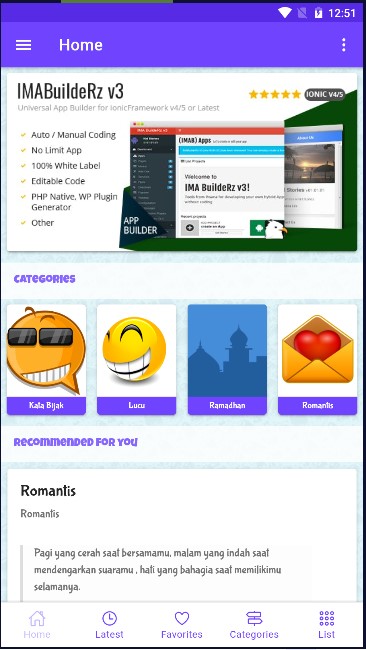 12:51
Home
IMABuildeRz v3
Universal App Builder for IonicFramework v4/5 or Latest
IONIC V4/5
Auto / Manual Coding
No Limit App
100% White Label
Editable Code
PHP Native, WP Plugin
Generator
Other
APP
BUILDER
(IMAB) Apps
Welcome to
IMA BuildeRz v3!
Recent projects
About Us
Categories
Kata Bijak
Lucu
Ramadhan
Romantis
Recommended For You
Romantis
Romantis
Pagi yang cerah saat bersamamu, malam yang indah saat
mendengarkan suaramu , hati yang bahagia saat memilikimu
selamanya.
Home
Latest
Favorites
Categories
List